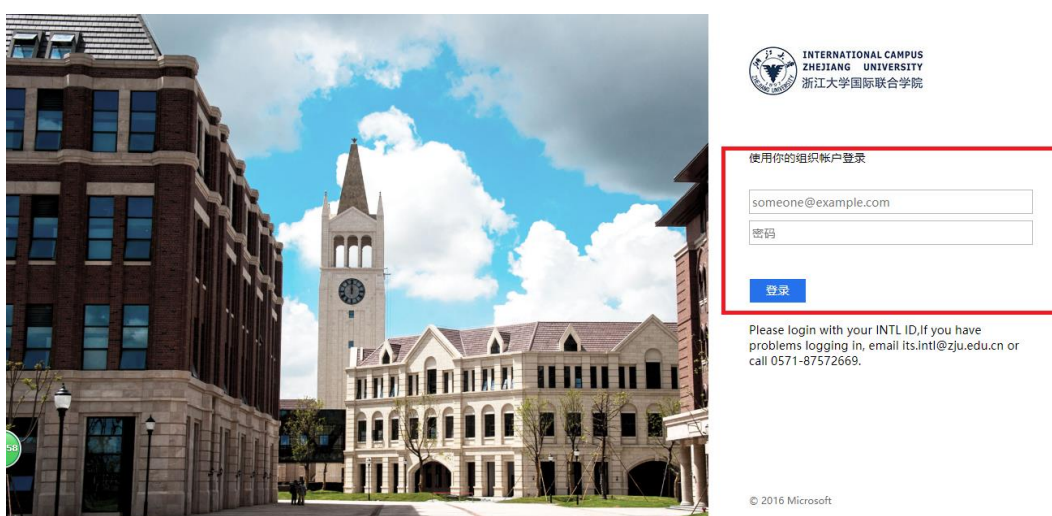 INTERNATIONAL CAMPUS
ZHEJIANG UNIVERSITY
浙江大学国际联合学院
使用你的组织帐户登录
someone@example.com
密码
登录
Please login with your INTL ID,If you have
problems logging in, email its.intl@zju.edu.cn or
call 0571-87572669.
58
© 2016 Microsoft